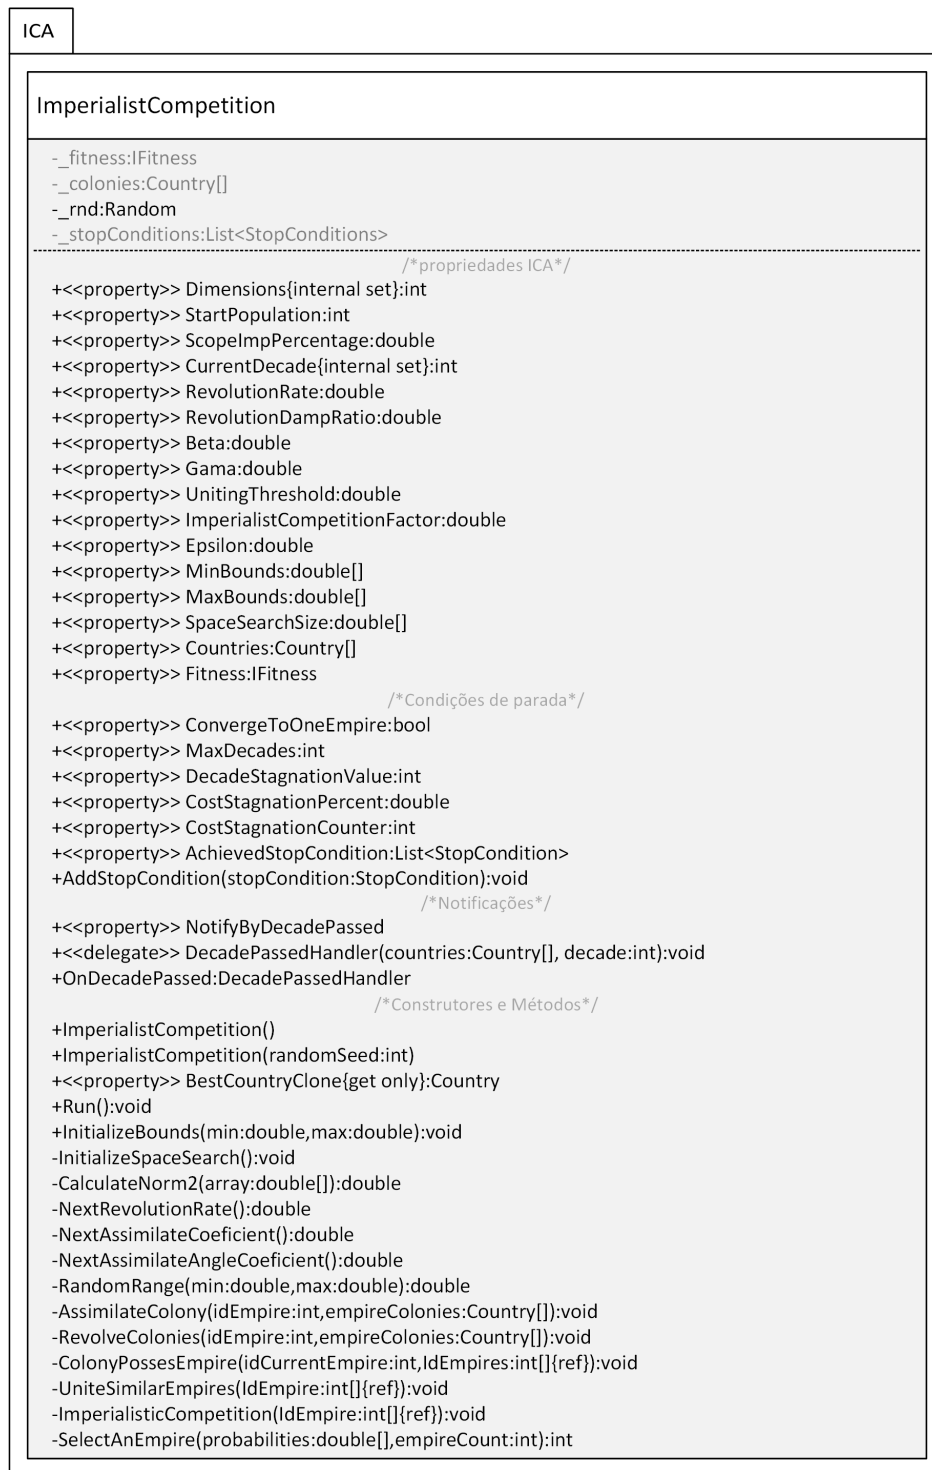 ICA
ImperialistCompetition
-_fitness:IFitness
-_colonies:Country[]
-_rnd:Random
-_stopConditions:List<StopConditions>
/*propriedades ICA*/
+<<property>> Dimensions{internal set}:int
+<<property>> StartPopulation:int
+<<property>> ScopeImpPercentage:double
+<<property>> CurrentDecade{internal set}:int
+<<property>> RevolutionRate:double
+<<property>> RevolutionDampRatio:double
+<<property>> Beta:double
+<<property>> Gama:double
+<<property>> UnitingThreshold:double
+<<property>> ImperialistCompetitionFactor:double
+<<property>> Epsilon:double
+<<property>> MinBounds:double[]
+<<property>> MaxBounds:double[]
+<<property>> SpaceSearchSize:double[]
+<<property>> Countries:Country[]
+<<property>> Fitness:IFitness
/*Condições de parada*/
+<<property>> ConvergeToOneEmpire:bool
+<<property>> MaxDecades:int
+<<property>> DecadeStagnationValue:int
+<<property>> CostStagnationPercent:double
+<<property>> CostStagnationCounter:int
+<<property>> AchievedStopCondition:List<StopCondition>
+AddStopCondition(stopCondition:StopCondition):void
/*Notificações*/
+<<property>> NotifyByDecadePassed
+<<delegate>> DecadePassedHandler(countries:Country[], decade:int):void
+OnDecadePassed:DecadePassedHandler
/*Construtores e Métodos*/
+ImperialistCompetition()
+ImperialistCompetition(randomSeed:int)
+<<property>> BestCountryClone{get only}:Country
+Run():void
+InitializeBounds(min:double,max:double):void
-InitializeSpaceSearch():void
-CalculateNorm2(array:double[]):double
-NextRevolutionRate():double
-NextAssimilateCoeficient():double
-NextAssimilateAngleCoeficient():double
-RandomRange(min:double,max:double):double
-AssimilateColony(idEmpire:int,empireColonies:Country[]):void
-RevolveColonies(idEmpire:int,empireColonies:Country[]):void
-ColonyPossesEmpire(idCurrentEmpire:int,IdEmpires:int[]{ref}):void
-UniteSimilarEmpires(IdEmpire:int[]{ref}):void
-ImperialisticCompetition(IdEmpire:int[]{ref}):void
-SelectAnEmpire(probabilities:double[],empireCount:int):int